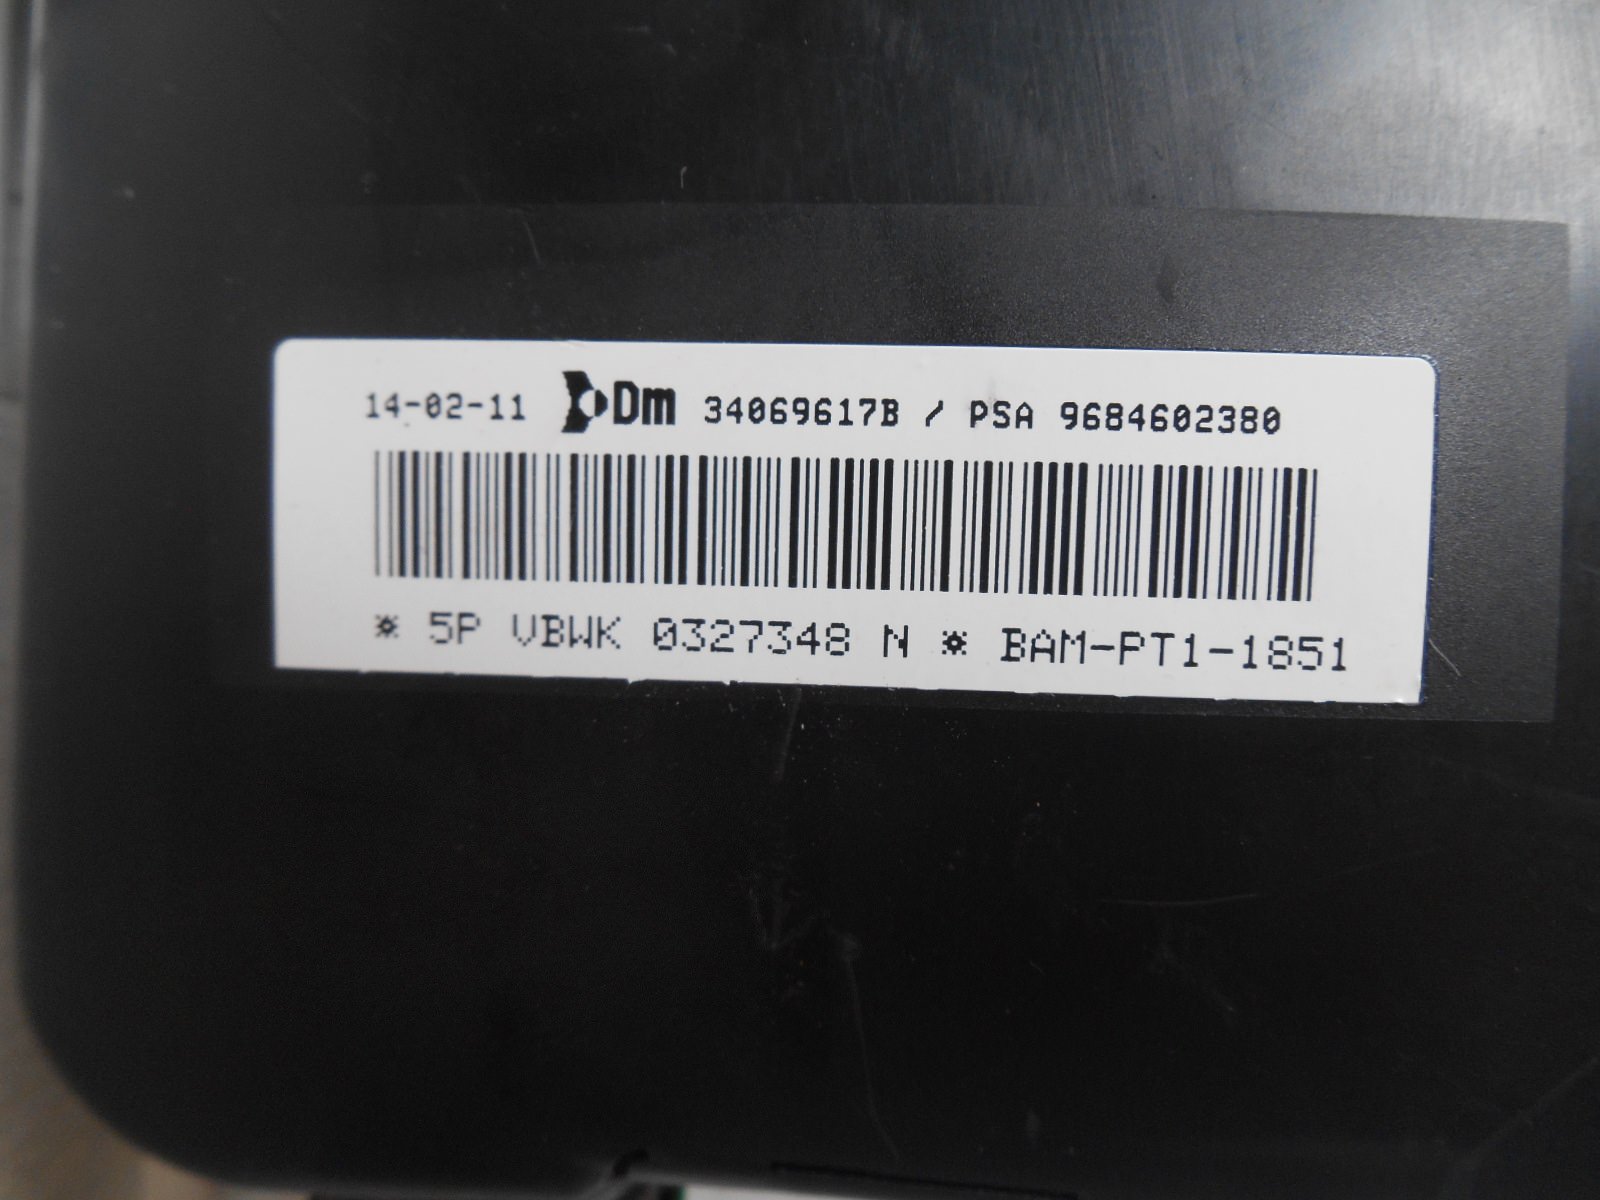 14-02-11 Dm 34069617B / PSA 9684602380
* 5P VBWK 0327348 N * BAM-PT1-1851